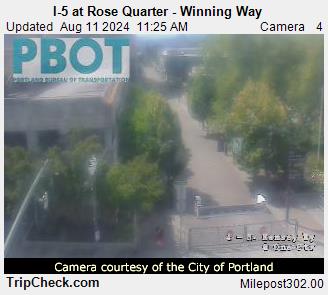 I-5 at Rose Quarter - Winning Way
Updated Aug 11 2024 11:25 AM Camera 4
PBOT
PORTLAND BUREAU OF TRANSPORTATION
Camera courtesy of the City of Portland
TripCheck.com Milepost302.00